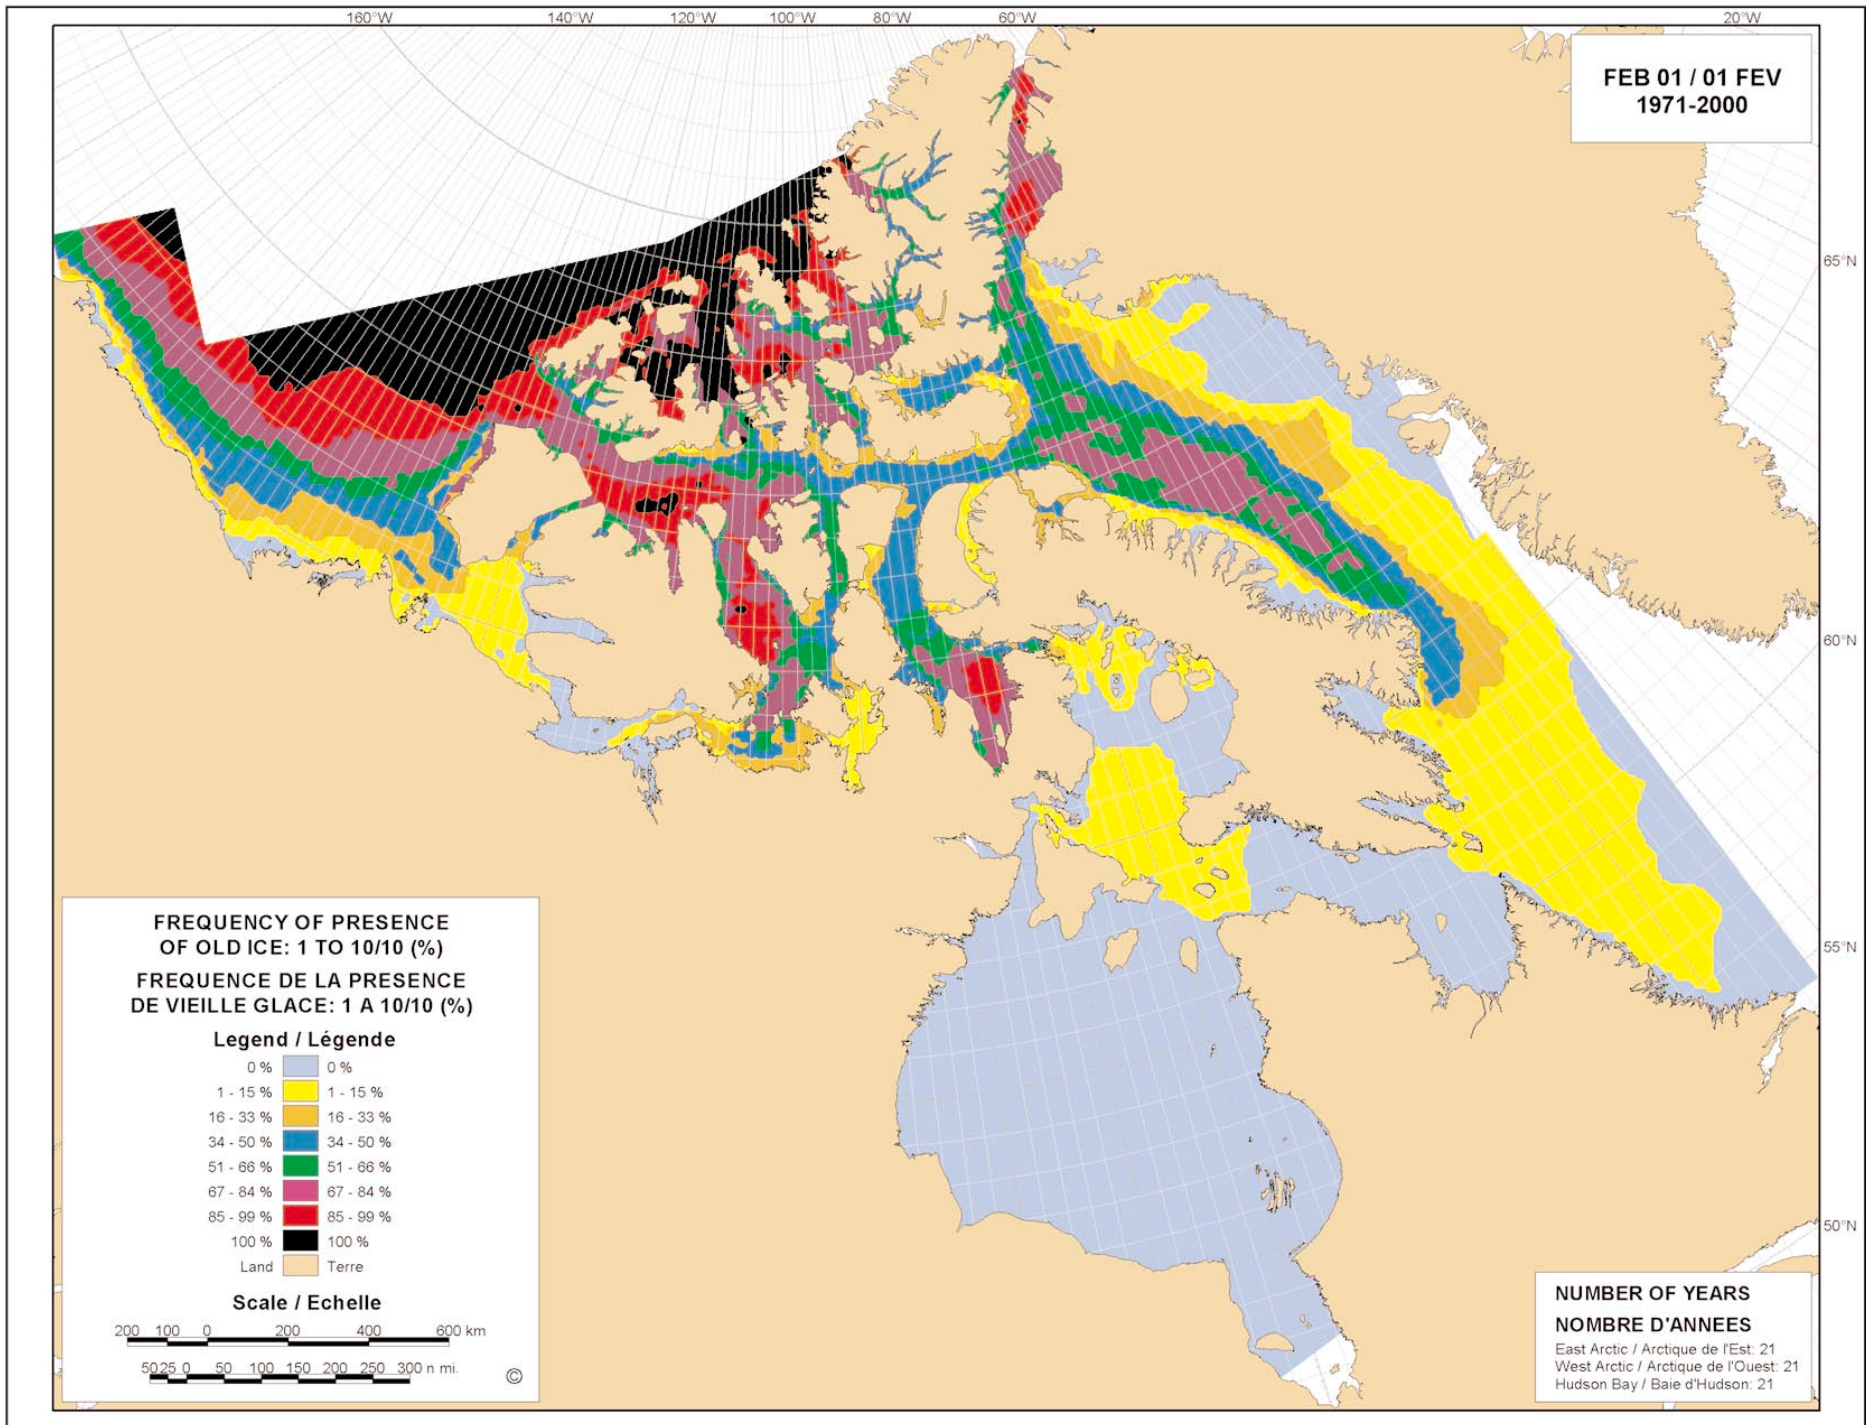 160°W 140°W 120°W 100°W 80°W 60°W 20°W
FEB 01 / 01 FEV
1971-2000
65°N
60°N
55°N
50°N
FREQUENCY OF PRESENCE
OF OLD ICE: 1 TO 10/10 (%)
FREQUENCE DE LA PRESENCE
DE VIEILLE GLACE: 1 A 10/10 (%)
Legend / Légende
0 % 0 %
1 - 15 % 1 - 15 %
16 - 33 % 16 - 33 %
34 - 50 % 34 - 50 %
51 - 66 % 51 - 66 %
67 - 84 % 67 - 84 %
85 - 99 % 85 - 99 %
100 % 100 %
Land Terre
Scale / Echelle
200 100 0 200 400 600 km
50 25 0 50 100 150 200 250 300 n mi.
©
NUMBER OF YEARS
NOMBRE D'ANNEES
East Arctic / Arctique de l'Est: 21
West Arctic / Arctique de l'Ouest: 21
Hudson Bay / Baie d'Hudson: 21